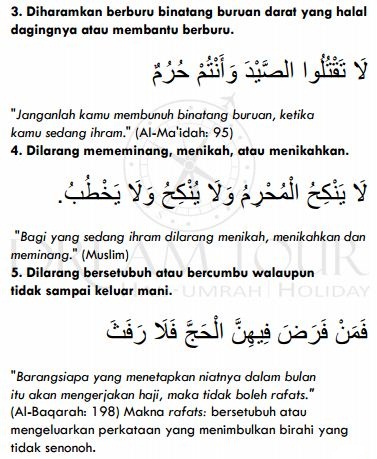 3. Diharamkan berburu binatang buruan darat yang halal
dagingnya atau membantu berburu.
لَا تَقْتُلُوا الصَّيْدَ وَأَنْتُمْ حُرُمٌ
"Janganlah kamu membunuh binatang buruan, ketika
kamu sedang ihram." (Al-Ma'idah: 95)
4. Dilarang mememinang, menikah, atau menikahkan.
لَا يَنْكِحُ الْمُحْرِمُ وَلَا يُنْكِحُ وَلَا يَخْطُبُ.
"Bagi yang sedang ihram dilarang menikah, menikahkan dan
meminang." (Muslim)
5. Dilarang bersetubuh atau bercumbu walaupun
tidak sampai keluar mani.
UMRAH | HOLIDAY
فَمَنْ فَرَضَ فِيهِنَّ الْحَجَّ فَلَا رَفَثَ
"Barangsiapa yang menetapkan niatnya dalam bulan
itu akan mengerjakan haji, maka tidak boleh rafats."
(Al-Baqarah: 198) Makna rafats: bersetubuh atau
mengeluarkan perkataan yang menimbulkan birahi yang
tidak senonoh.